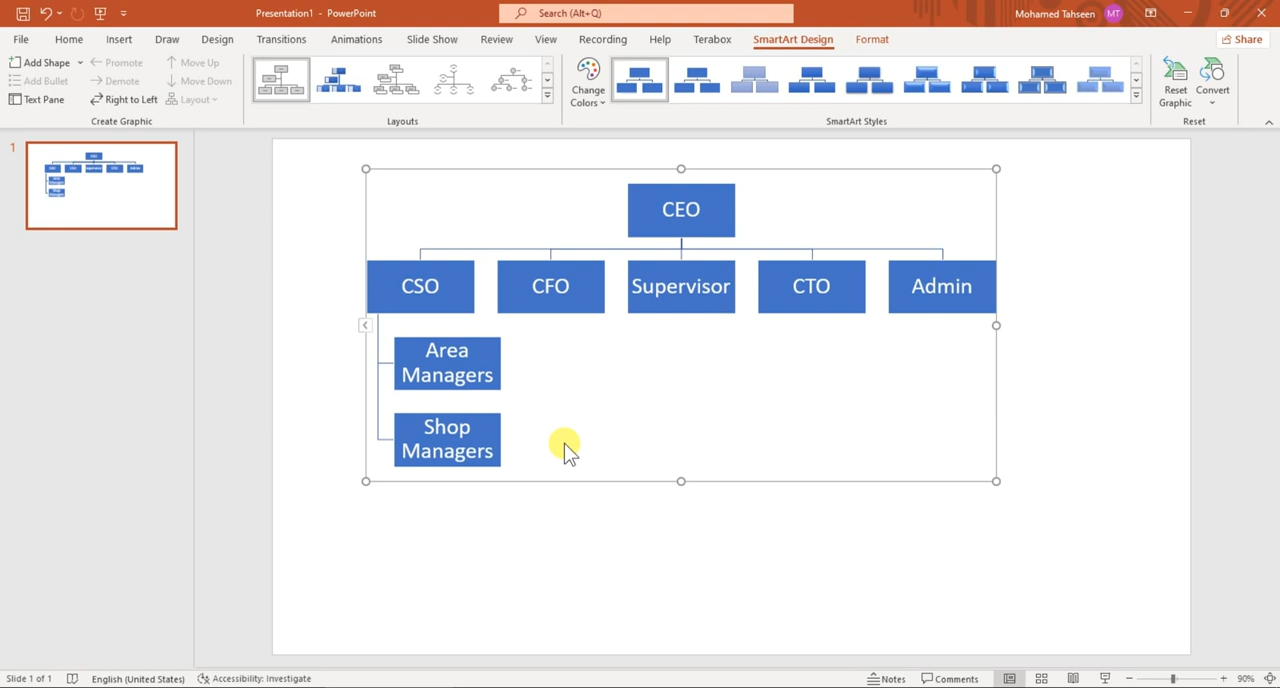 Presentation1 - PowerPoint
Search (Alt+Q)
Mohamed Tahseen MT
File Home Insert Draw Design Transitions Animations Slide Show Review View Recording Help Terabox SmartArt Design Format Share
Add Shape Promote Move Up
Add Bullet Demote Move Down
Text Pane Right to Left Layout
Create Graphic
Layouts
Change
Colors
SmartArt Styles
Reset
Graphic
Convert
Reset
1
CEO
CSO CFO Supervisor CTO Admin
Area
Managers
Shop
Managers
Slide 1 of 1 English (United States) Accessibility: Investigate Notes Comments 90%